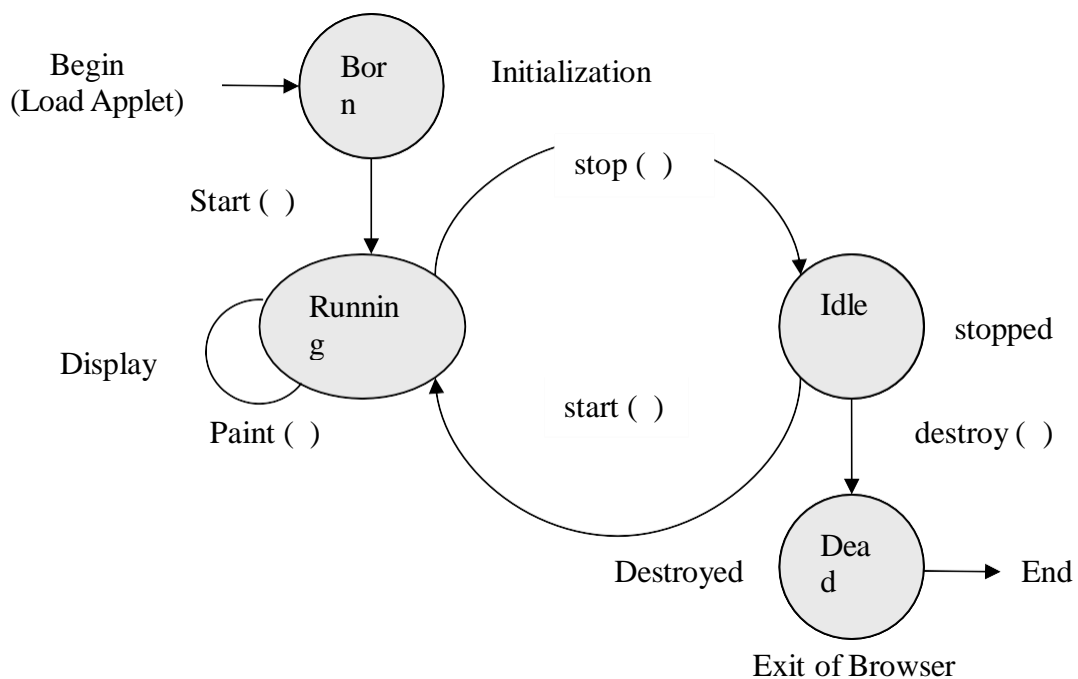 Begin
(Load Applet)
Bor
n
Initialization
stop ( )
Start ( )
Runnin
g
Idle
stopped
Display
start ( )
Paint ( )
destroy ( )
Dea
d
Destroyed
End
Exit of Browser